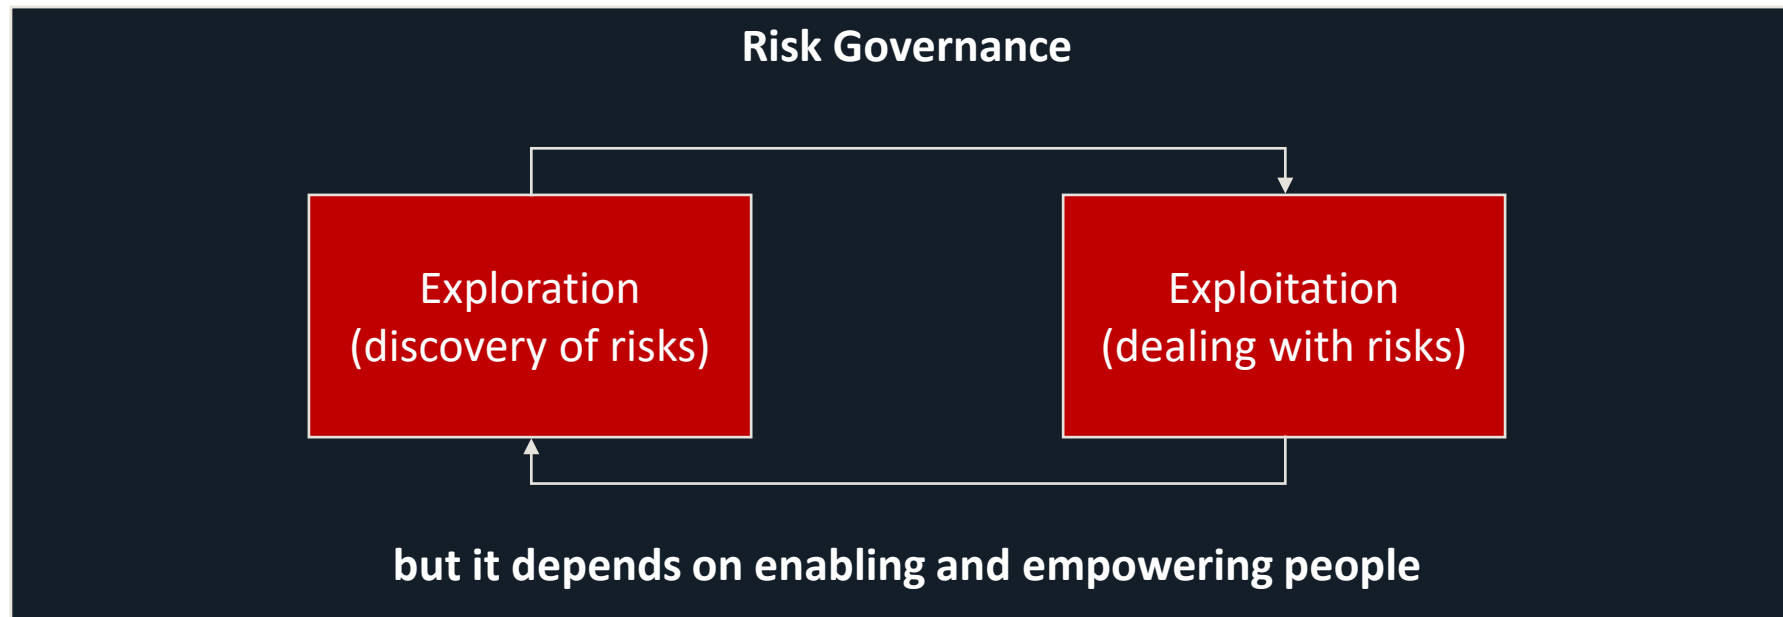 Risk Governance
Exploration
(discovery of risks)
Exploitation
(dealing with risks)
but it depends on enabling and empowering people